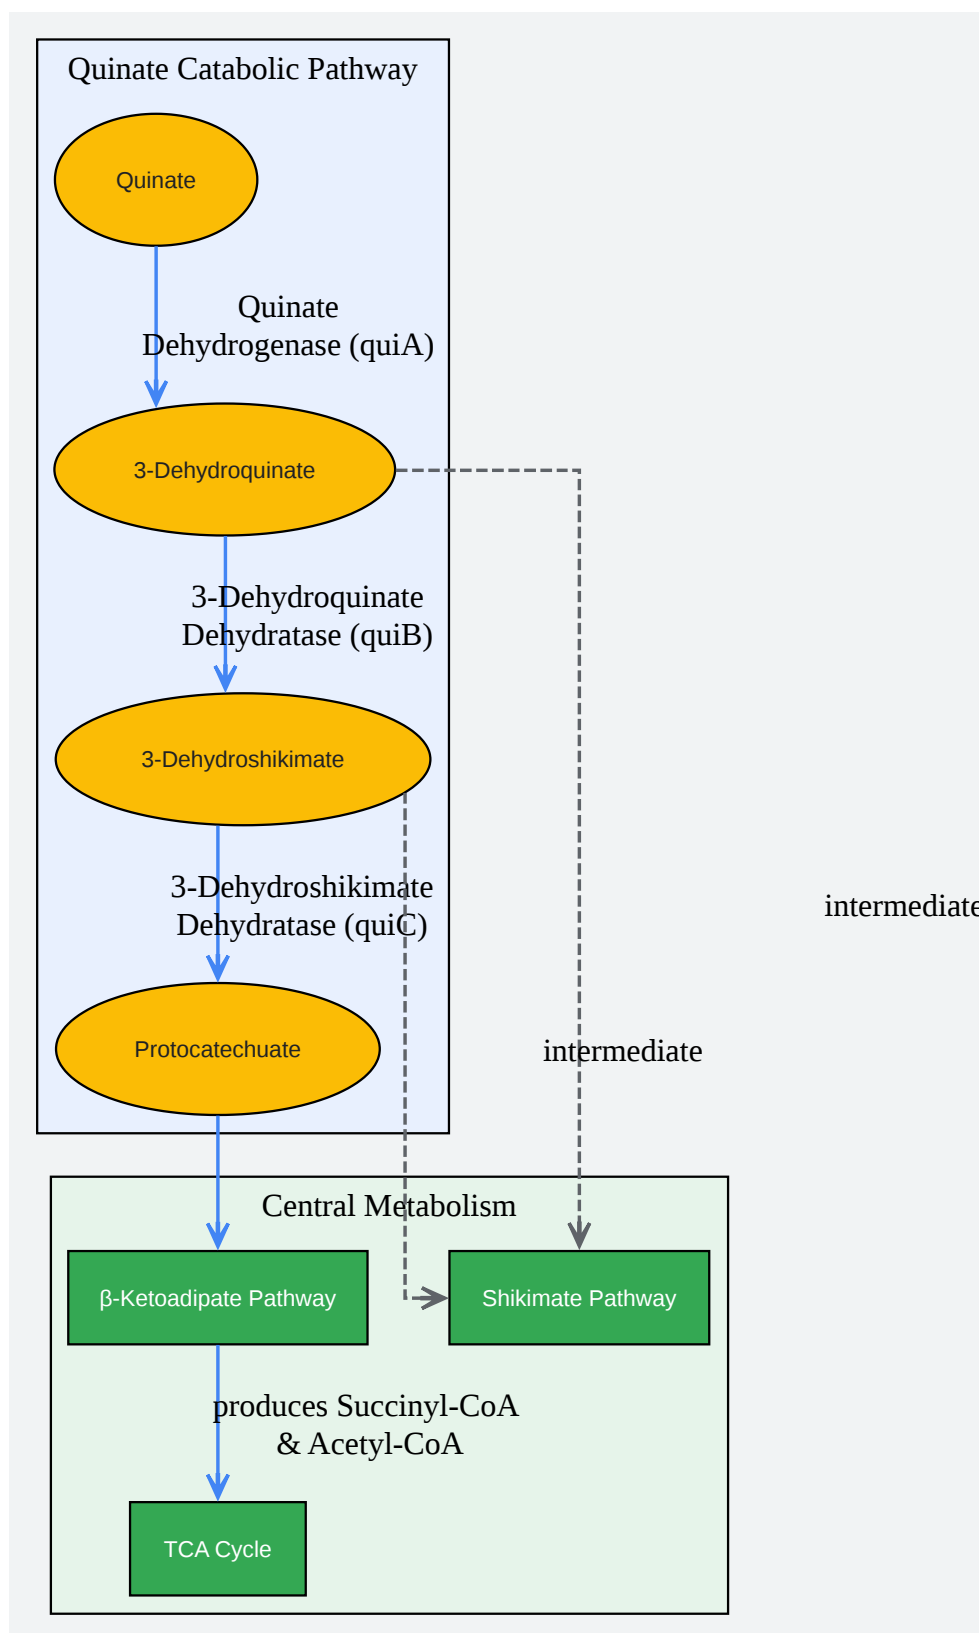 Quinate Catabolic Pathway
Quinate
Quinate
Dehydrogenase (quiA)
3-Dehydroquinate
3-Dehydroquinate
Dehydratase (quiB)
3-Dehydroshikimate
3-Dehydroshikimate
Dehydratase (quiC)
intermediate
Protocatechuate
intermediate
Central Metabolism
β-Ketoadipate Pathway
Shikimate Pathway
produces Succinyl-CoA
& Acetyl-CoA
TCA Cycle